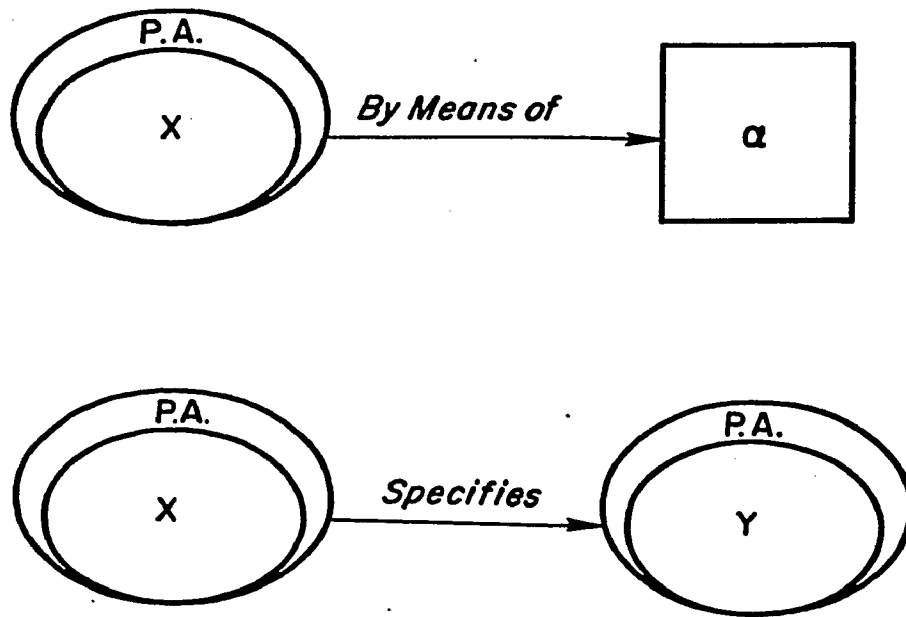 P.A.
X
By Means of
α
P.A.
X
Specifies
P.A.
Y